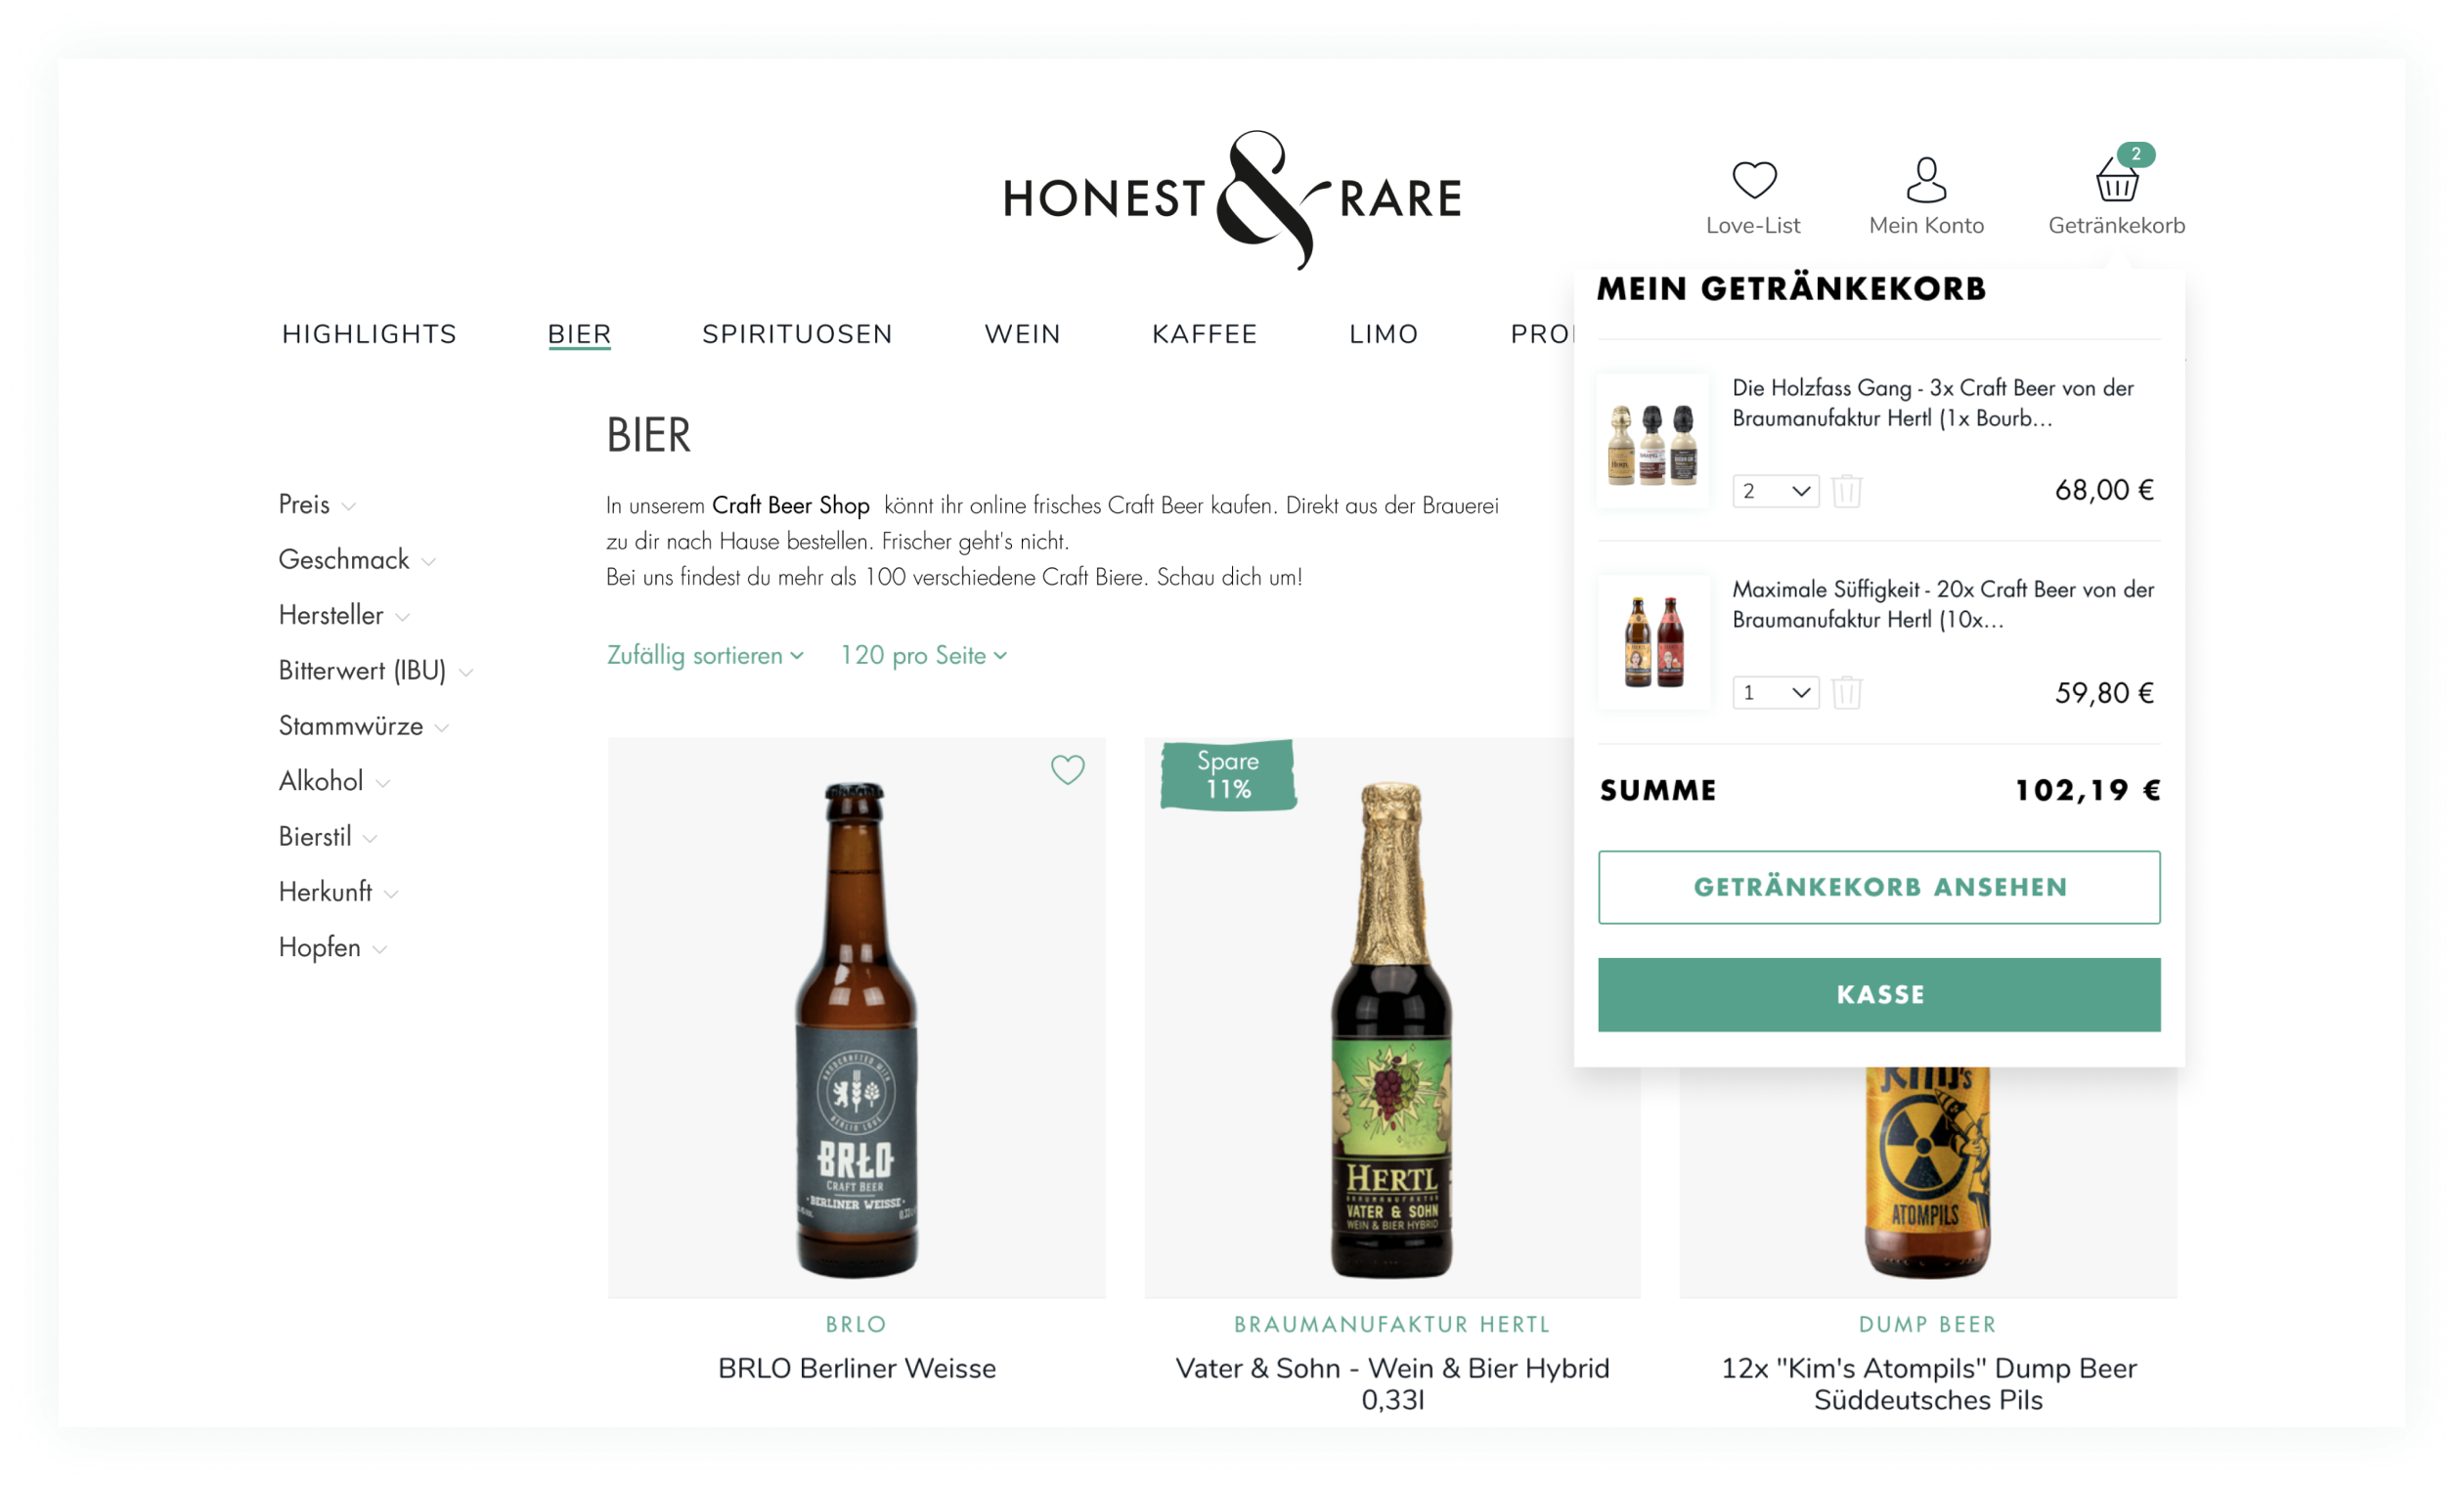 HONEST & RARE
2
Love-List
Mein Konto
Getränkekorb
HIGHLIGHTS
BIER
SPIRITUOSEN
WEIN
KAFFEE
LIMO
MEIN GETRÄNKEKORB
Die Holzfass Gang - 3x Craft Beer von der
Braumanufaktur Hertl (1x Bourb...
2
68,00 €
Maximale Süffigkeit - 20x Craft Beer von der
Braumanufaktur Hertl (10x...
1
59,80 €
SUMME
102,19 €
GETRÄNKEKORB ANSEHEN
KASSE
Preis
Geschmack
Hersteller
Bitterwert (IBU)
Stammwürze
Alkohol
Bierstil
Herkunft
Hopfen
BIER
In unserem Craft Beer Shop könnt ihr online frisches Craft Beer kaufen. Direkt aus der Brauerei
zu dir nach Hause bestellen. Frischer geht's nicht.
Bei uns findest du mehr als 100 verschiedene Craft Biere. Schau dich um!
Zufällig sortieren
120 pro Seite
HANDCRAFTED WITH
BERLIN LOVE
BRŁO
CRAFT BEER
BERLINER WEISSE
BRLO
BRLO Berliner Weisse
Spare
11%
HERTL
BRAUMANUFAKTUR
VATER & SOHN
WEIN & BIER HYBRID
BRAUMANUFAKTUR HERTL
Vater & Sohn - Wein & Bier Hybrid
0,33l
Kim's
ATOMPILS
DUMP BEER
12x "Kim's Atompils" Dump Beer
Süddeutsches Pils